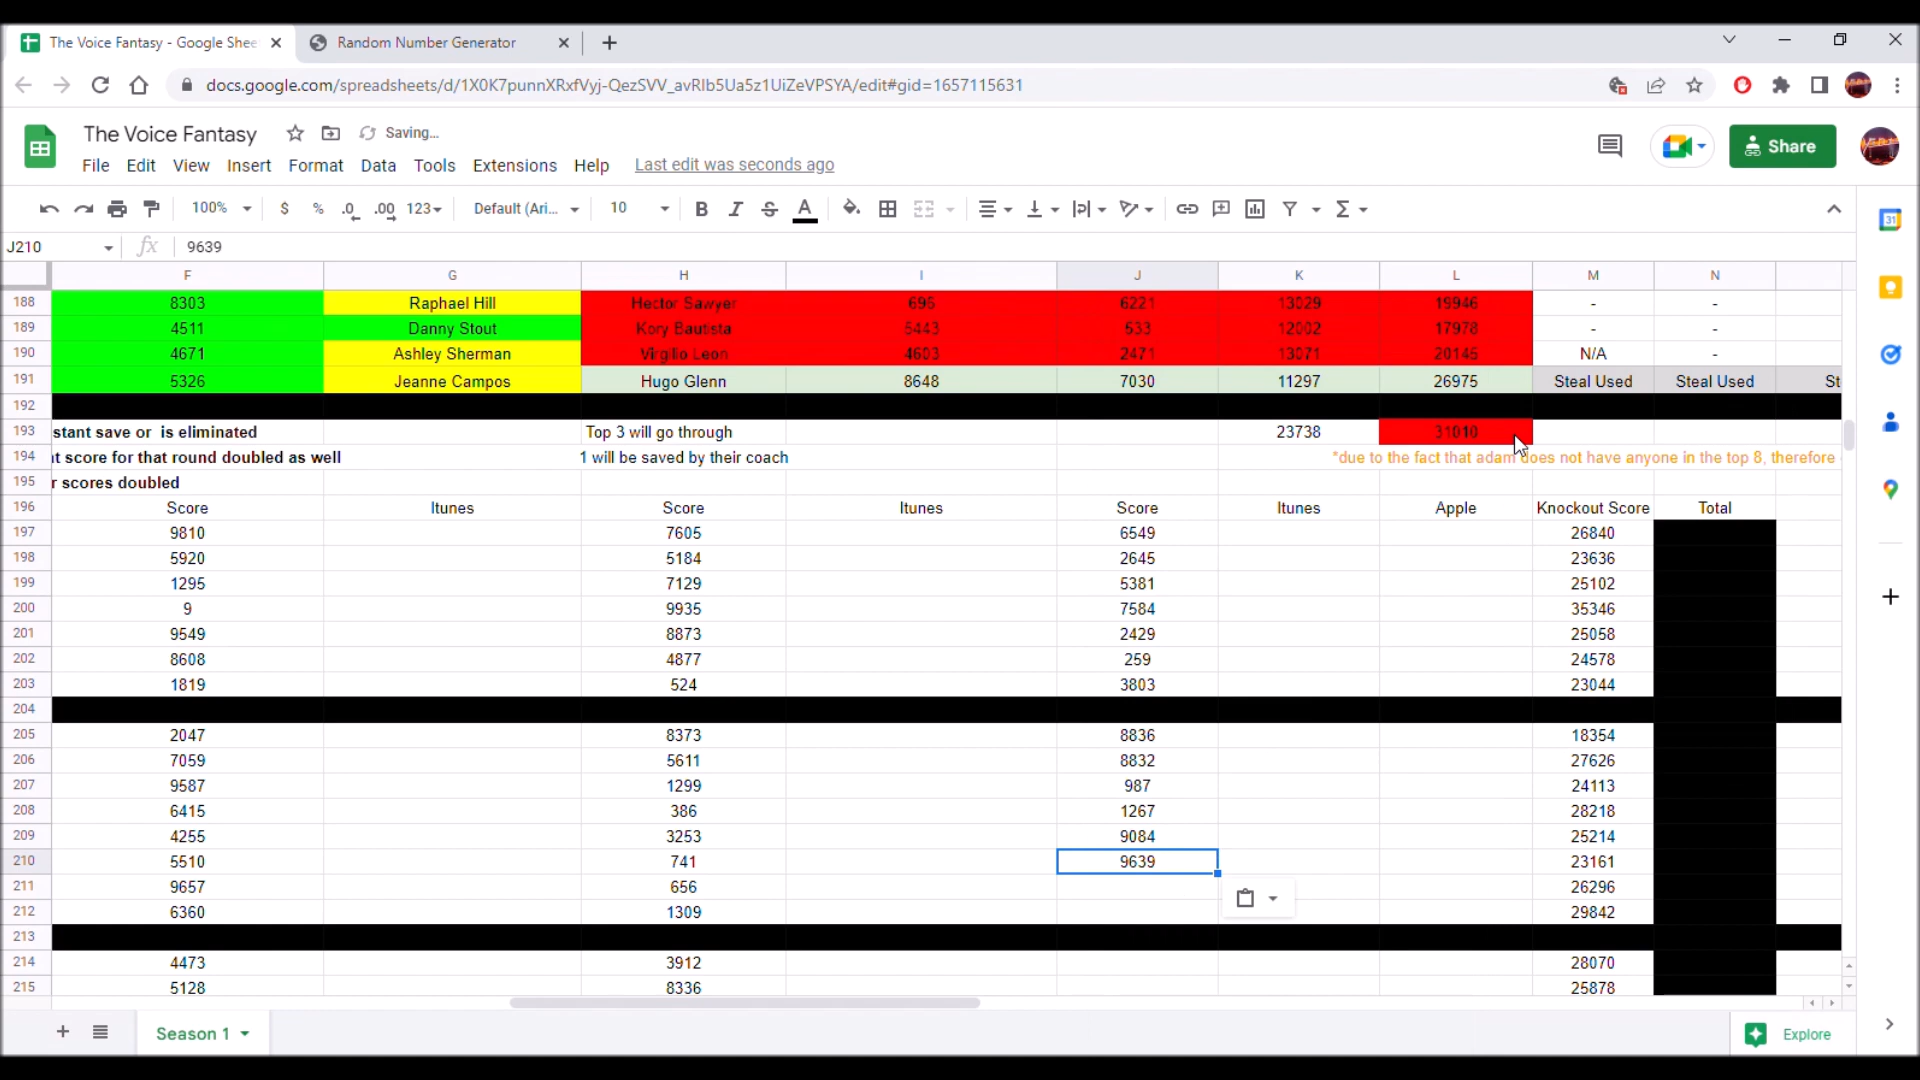 The Voice Fantasy - Google Shee
Random Number Generator
docs.google.com/spreadsheets/d/1X0K7punnXRxfVyj-QezSVV_avRIb5Ua5z1UiZeVPSYA/edit#gid=1657115631
The Voice Fantasy
Saving...
File Edit View Insert Format Data Tools Extensions Help Last edit was seconds ago
Share
100% $ % .0 .00 123 Default (Ari... 10 B I S A
J210 fx 9639
F G H I J K L M N
188 8303 Raphael Hill Hector Sawyer 696 6221 13029 19946 - -
189 4511 Danny Stout Kory Bautista 5443 533 12002 17978 - -
190 4671 Ashley Sherman Virgilio Leon 4603 2471 13071 20145 N/A -
191 5326 Jeanne Campos Hugo Glenn 8648 7030 11297 26975 Steal Used Steal Used St
192
193 stant save or is eliminated Top 3 will go through 23738 31010
194 t score for that round doubled as well 1 will be saved by their coach *due to the fact that adam does not have anyone in the top 8, therefore
195 r scores doubled
196 Score Itunes Score Itunes Score Itunes Apple Knockout Score Total
197 9810 7605 6549 26840
198 5920 5184 2645 23636
199 1295 7129 5381 25102
200 9 9935 7584 35346
201 9549 8873 2429 25058
202 8608 4877 259 24578
203 1819 524 3803 23044
204
205 2047 8373 8836 18354
206 7059 5611 8832 27626
207 9587 1299 987 24113
208 6415 386 1267 28218
209 4255 3253 9084 25214
210 5510 741 9639 23161
211 9657 656 26296
212 6360 1309 29842
213
214 4473 3912 28070
215 5128 8336 25878
Season 1
Explore